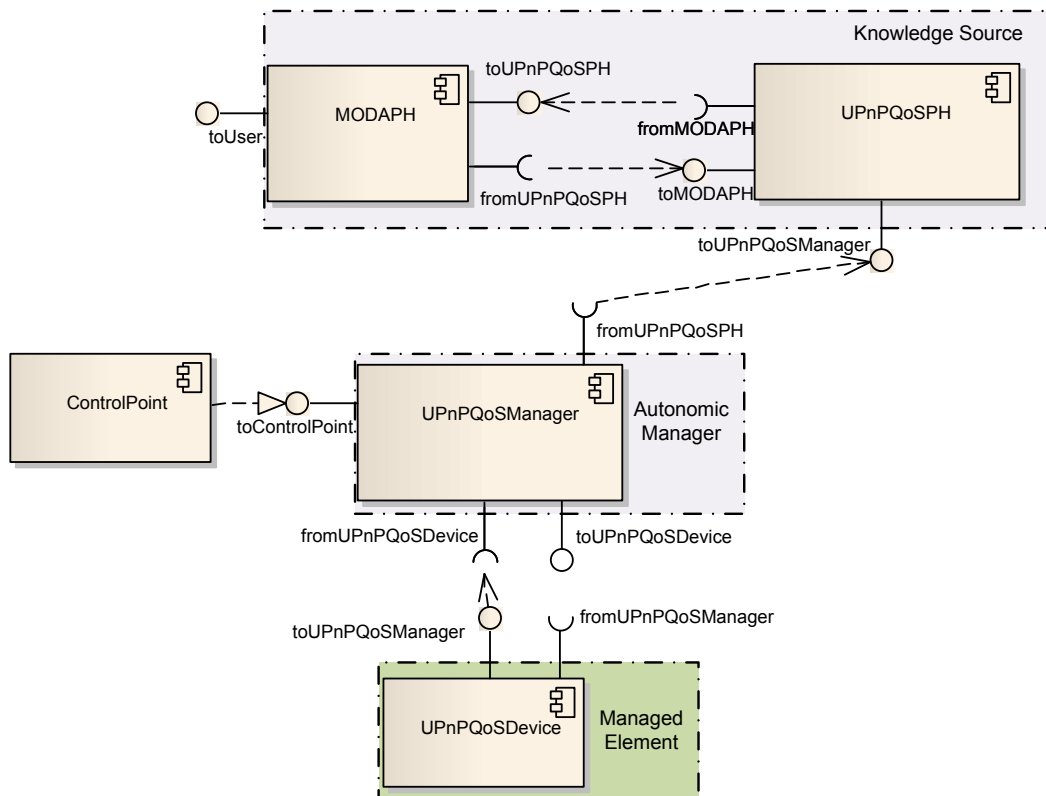 Knowledge Source
toUPnPQoSPH
MODAPH
UPnPQoSPH
fromMODAPH
toUser
fromUPnPQoSPH
toMODAPH
toUPnPQoSManager
fromUPnPQoSPH
ControlPoint
UPnPQoSManager
Autonomic
Manager
toControlPoint
fromUPnPQoSDevice
toUPnPQoSDevice
fromUPnPQoSManager
toUPnPQoSManager
UPnPQoSDevice
Managed
Element